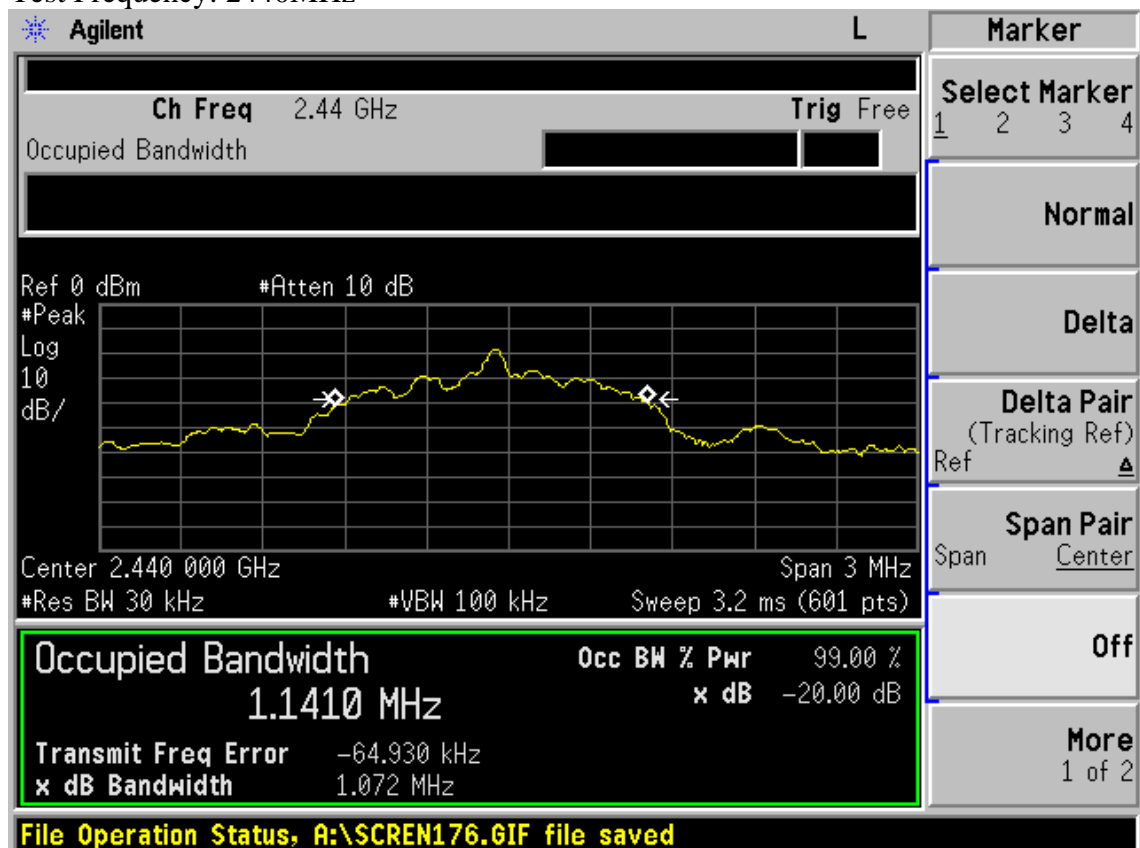 Agilent L
Ch Freq 2.44 GHz Trig Free
Occupied Bandwidth
Ref 0 dBm #Atten 10 dB
#Peak
Log
10
dB/
Center 2.440 000 GHz Span 3 MHz
#Res BW 30 kHz #VBW 100 kHz Sweep 3.2 ms (601 pts)
Occupied Bandwidth Occ BW % Pwr 99.00 %
1.1410 MHz x dB -20.00 dB
Transmit Freq Error -64.930 kHz
x dB Bandwidth 1.072 MHz
File Operation Status, A:\SCREN176.GIF file saved
Marker
Select Marker
1 2 3 4
Normal
Delta
Delta Pair
(Tracking Ref)
Ref Δ
Span Pair
Span Center
Off
More
1 of 2